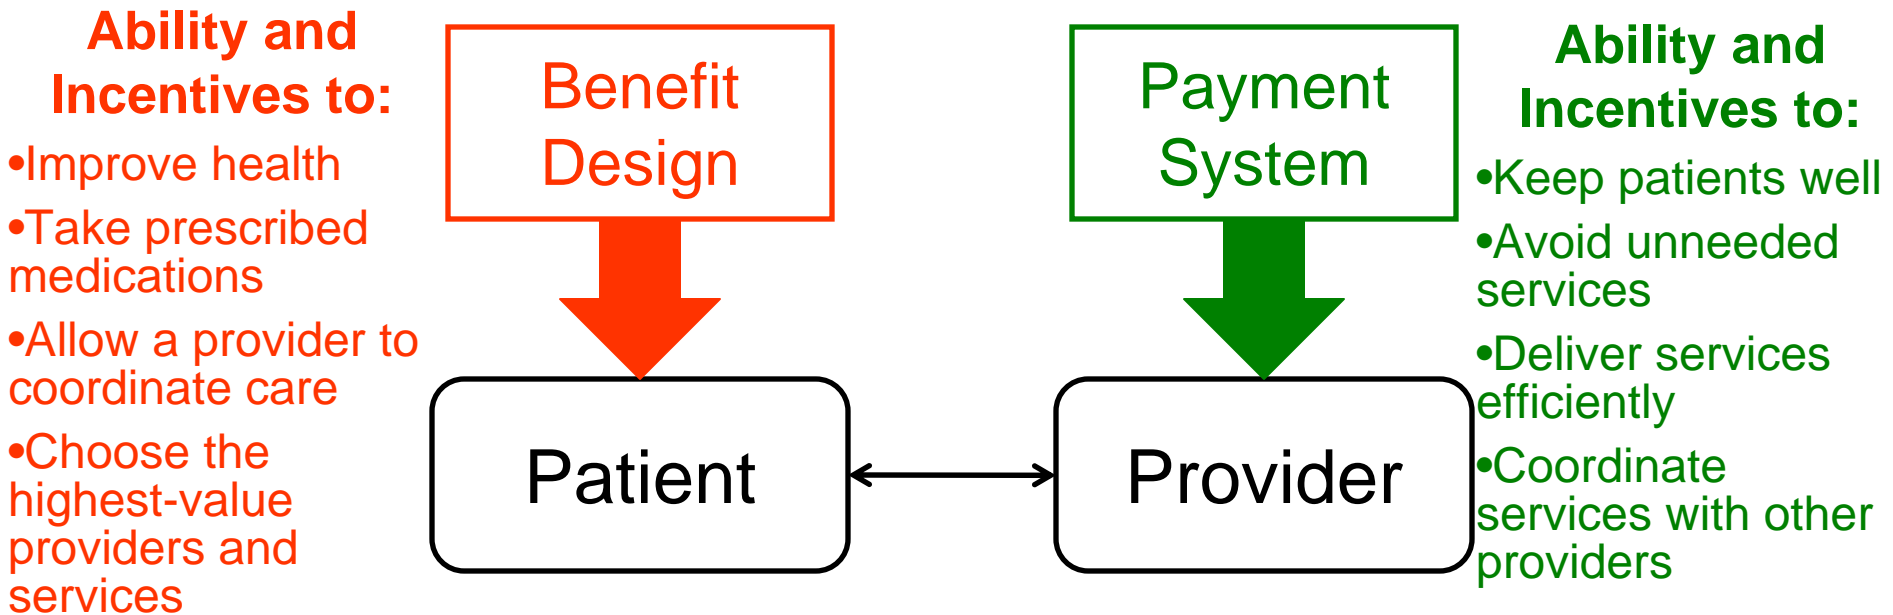 Ability and
Incentives to:
•Improve health
•Take prescribed
medications
•Allow a provider to
coordinate care
•Choose the
highest-value
providers and
services
Benefit
Design
Patient
Payment
System
Provider
Ability and
Incentives to:
•Keep patients well
•Avoid unneeded
services
•Deliver services
efficiently
•Coordinate
services with other
providers